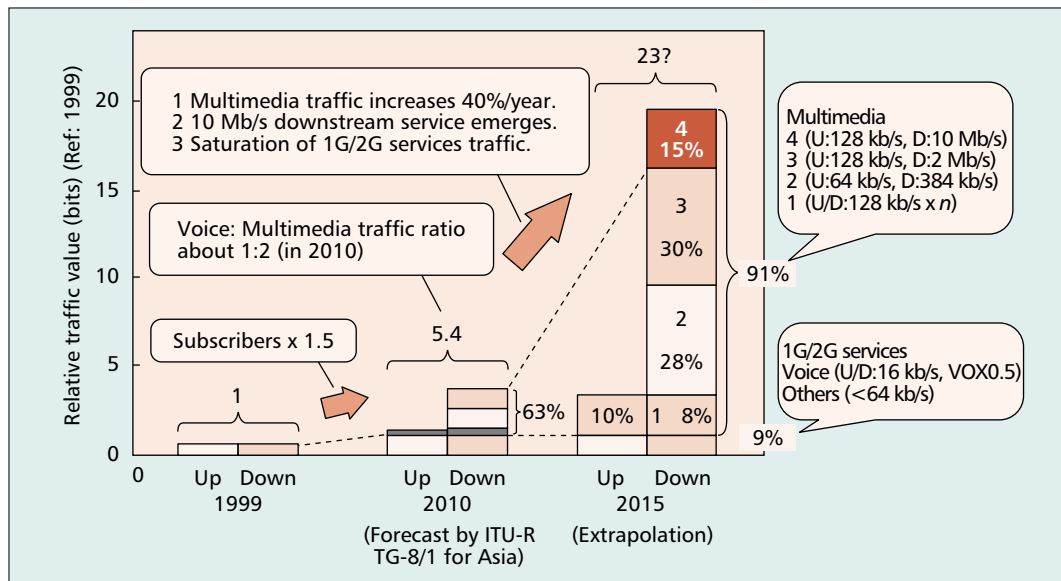 Relative traffic value (bits) (Ref: 1999)
20
15
10
5
0
0
1 Multimedia traffic increases 40%/year.
2 10 Mb/s downstream service emerges.
3 Saturation of 1G/2G services traffic.
Voice: Multimedia traffic ratio
about 1:2 (in 2010)
Subscribers x 1.5
1
5.4
23?
63%
4
15%
3
30%
2
28%
10%
1 8%
91%
9%
Multimedia
4 (U:128 kb/s, D:10 Mb/s)
3 (U:128 kb/s, D:2 Mb/s)
2 (U:64 kb/s, D:384 kb/s)
1 (U/D:128 kb/s x n)
1G/2G services
Voice (U/D:16 kb/s, VOX0.5)
Others (<64 kb/s)
Up Down
1999
Up Down
2010
(Forecast by ITU-R
TG-8/1 for Asia)
Up Down
2015
(Extrapolation)